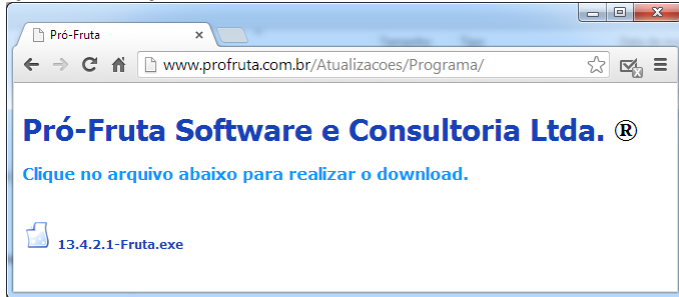 Pró-Fruta
www.profruta.com.br/Atualizacoes/Programa/
Pró-Fruta Software e Consultoria Ltda. ®
Clique no arquivo abaixo para realizar o download.
13.4.2.1-Fruta.exe